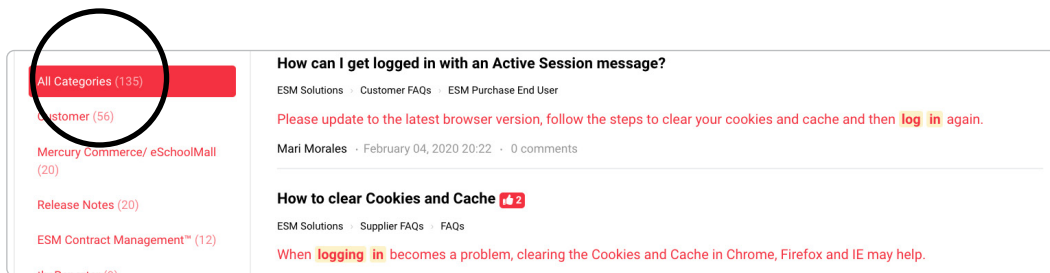 All Categories (135)
Customer (56)
Mercury Commerce/ eSchoolMall
(20)
Release Notes (20)
ESM Contract Management™ (12)
How can I get logged in with an Active Session message?
ESM Solutions › Customer FAQs › ESM Purchase End User
Please update to the latest browser version, follow the steps to clear your cookies and cache and then log in again.
Mari Morales · February 04, 2020 20:22 · 0 comments
How to clear Cookies and Cache 2
ESM Solutions › Supplier FAQs › FAQs
When logging in becomes a problem, clearing the Cookies and Cache in Chrome, Firefox and IE may help.